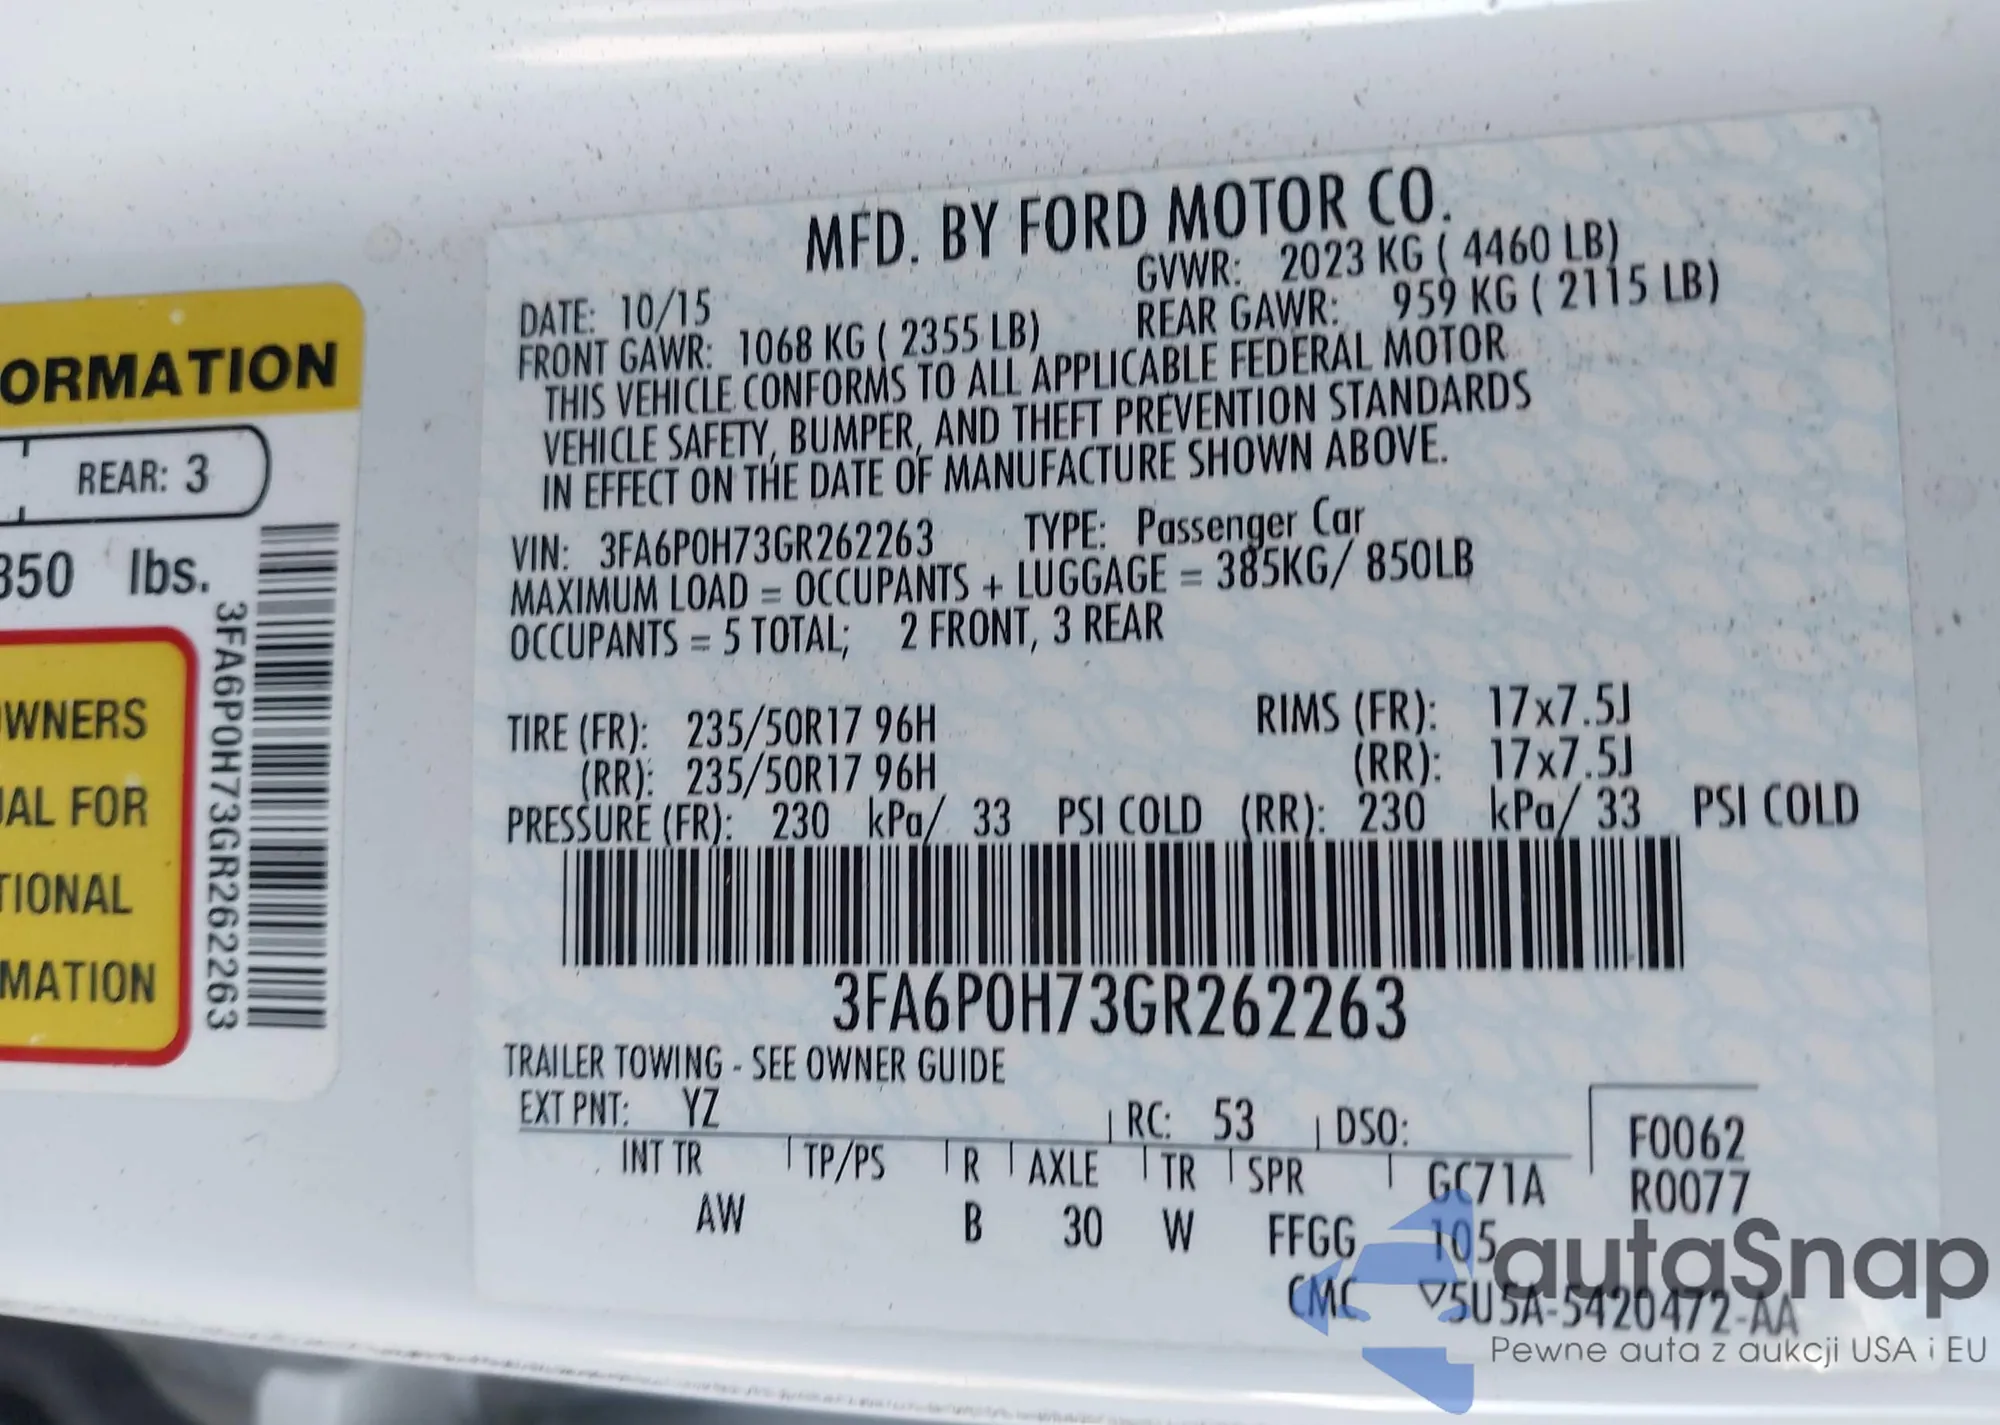 ORMATION
REAR: 3
350 lbs.
3FA6P0H73GR262263
OWNERS
UAL FOR
TIONAL
MATION
MFD. BY FORD MOTOR CO.
DATE: 10/15 GVWR: 2023 KG ( 4460 LB)
FRONT GAWR: 1068 KG ( 2355 LB) REAR GAWR: 959 KG ( 2115 LB)
THIS VEHICLE CONFORMS TO ALL APPLICABLE FEDERAL MOTOR
VEHICLE SAFETY, BUMPER, AND THEFT PREVENTION STANDARDS
IN EFFECT ON THE DATE OF MANUFACTURE SHOWN ABOVE.
VIN: 3FA6P0H73GR262263 TYPE: Passenger Car
MAXIMUM LOAD = OCCUPANTS + LUGGAGE = 385KG/ 850LB
OCCUPANTS = 5 TOTAL; 2 FRONT, 3 REAR
TIRE (FR): 235/50R17 96H RIMS (FR): 17x7.5J
(RR): 235/50R17 96H (RR): 17x7.5J
PRESSURE (FR): 230 kPa/ 33 PSI COLD (RR): 230 kPa/ 33 PSI COLD
3FA6P0H73GR262263
TRAILER TOWING - SEE OWNER GUIDE
EXT PNT: YZ RC: 53 DSO: F0062
INT TR TP/PS R AXLE TR SPR GC71A R0077
AW B 30 W FFGG 105
CMC ▽5U5A-5420472-AA
autaSnap
Pewne auta z aukcji USA i EU